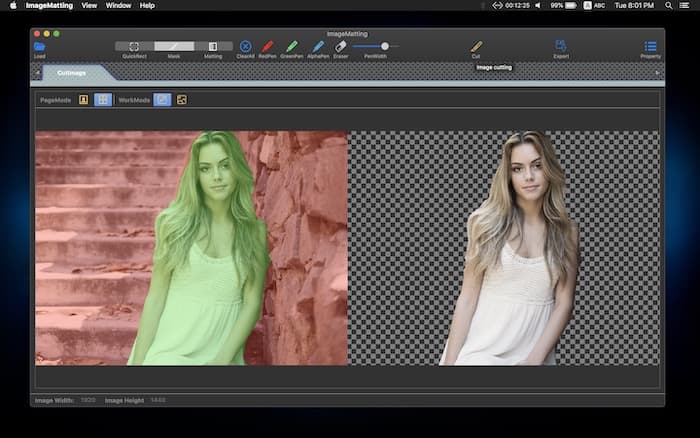 ImageMatting View Window Help 00:12:25 99% A ABC Tue 8:01 PM
ImageMatting
Load QuickRect Mask Matting ClearAll RedPen GreenPen AlphaPen Eraser PenWidth Cut Export Property
Image cutting
CutImage
PageMode WorkMode
Image Width: 1920 Image Height 1440